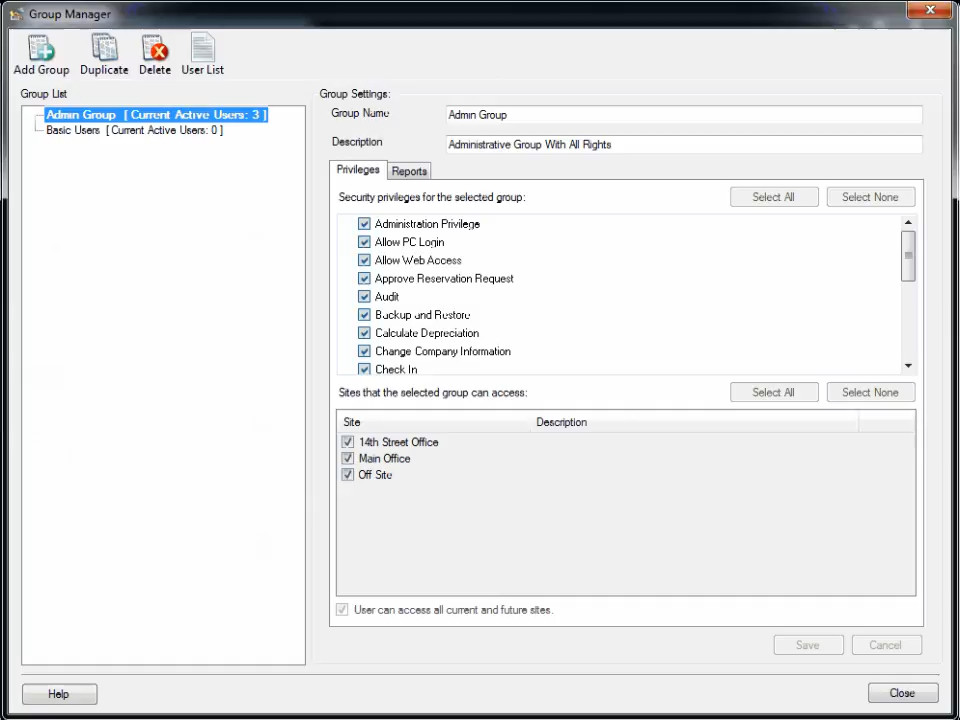 Group Manager
Add Group Duplicate Delete User List
Group List
Admin Group [ Current Active Users: 3 ]
Basic Users [ Current Active Users: 0 ]
Group Settings:
Group Name Admin Group
Description Administrative Group With All Rights
Privileges Reports
Security privileges for the selected group: Select All Select None
Administration Privilege
Allow PC Login
Allow Web Access
Approve Reservation Request
Audit
Backup and Restore
Calculate Depreciation
Change Company Information
Check In
Sites that the selected group can access: Select All Select None
Site Description
14th Street Office
Main Office
Off Site
User can access all current and future sites.
Save Cancel
Help Close